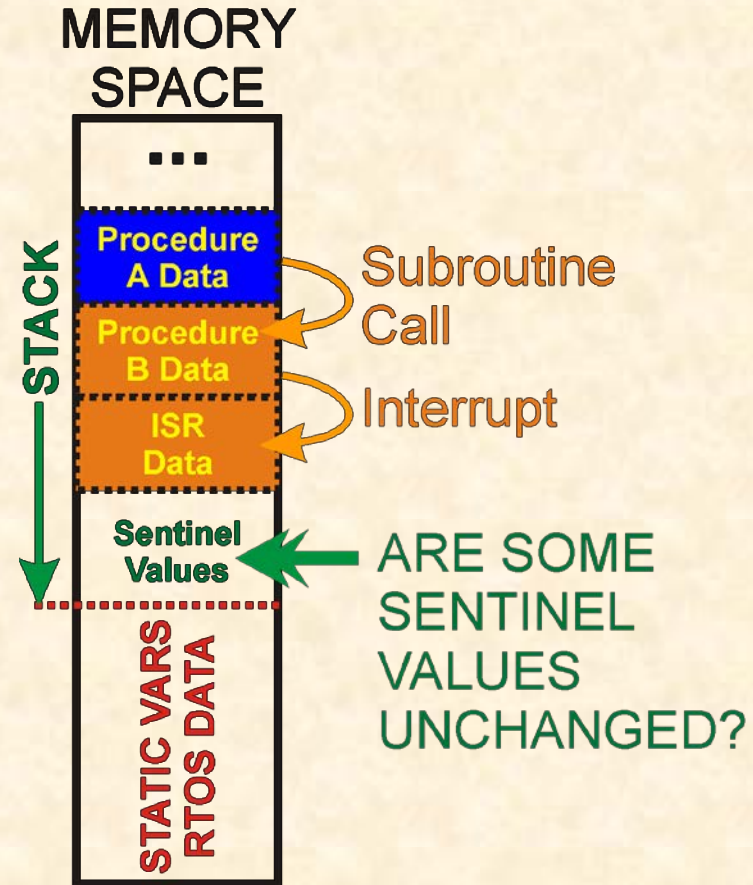 MEMORY
SPACE
...
STACK
Procedure
A Data
Subroutine
Call
Procedure
B Data
Interrupt
ISR
Data
Sentinel
Values
ARE SOME
SENTINEL
VALUES
UNCHANGED?
STATIC VARS
RTOS DATA